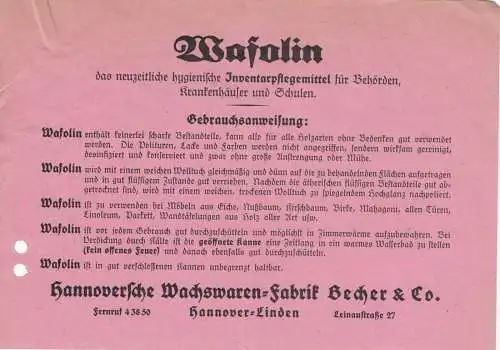 Wafolin
das neuzeitliche hygienische Inventarpflegemittel für Behörden,
Krankenhäuser und Schulen.
Gebrauchsanweisung:
Wafolin enthält keinerlei scharfe Bestandteile, kann also für alle Holzarten ohne Bedenken gut verwendet
werden. Die Polituren, Lacke und Farben werden nicht angegriffen, sondern wirksam gereinigt,
desinfiziert und konserviert und zwar ohne große Anstrengung oder Mühe.
Wafolin wird mit einem weichen Wolltuch gleichmäßig und dünn auf die zu behandelnden Flächen aufgetragen
und in gut flüssigem Zustande gut verrieben. Nachdem die ätherischen flüssigen Bestandteile gut ab-
getrocknet sind, wird mit einem weichen, trockenen Wolltuch zu spiegelndem Hochglanz nachpoliert.
Wafolin ist zu verwenden bei Möbeln aus Eiche, Nußbaum, Kirschbaum, Birke, Mahagoni, allen Türen,
Linoleum, Parkett, Wandtäfelungen aus Holz aller Art usw.
Wafolin ist vor jedem Gebrauch gut durchzuschütteln und möglichst in Zimmerwärme aufzubewahren. Bei
Verdichung durch Kälte ist die geöffnete Kanne eine Zeitlang in ein warmes Wasserbad zu stellen
(kein offenes Feuer) und danach ebenfalls gut durchzuschütteln.
Wafolin ist in gut verschlossenen Kannen unbegrenzt haltbar.
Hannoversche Wachswaren-Fabrik Becher & Co.
Fernruf 43850 Hannover-Linden Leinaustraße 27